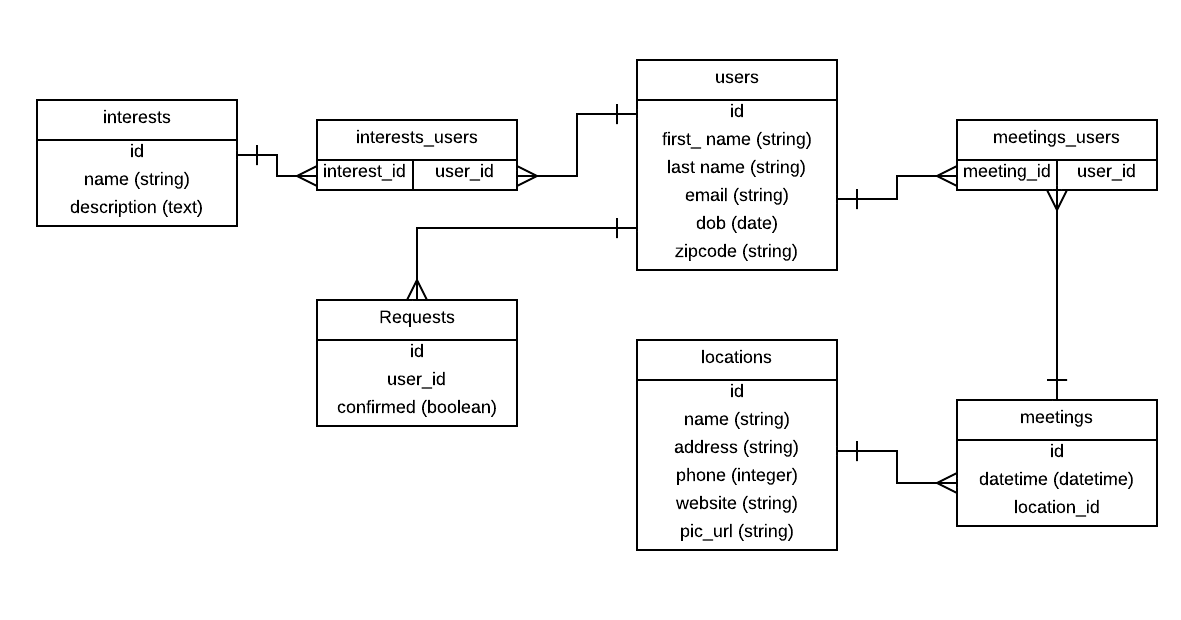 interests
id
name (string)
description (text)
interests_users
interest_id user_id
users
id
first_ name (string)
last name (string)
email (string)
dob (date)
zipcode (string)
meetings_users
meeting_id user_id
Requests
id
user_id
confirmed (boolean)
locations
id
name (string)
address (string)
phone (integer)
website (string)
pic_url (string)
meetings
id
datetime (datetime)
location_id